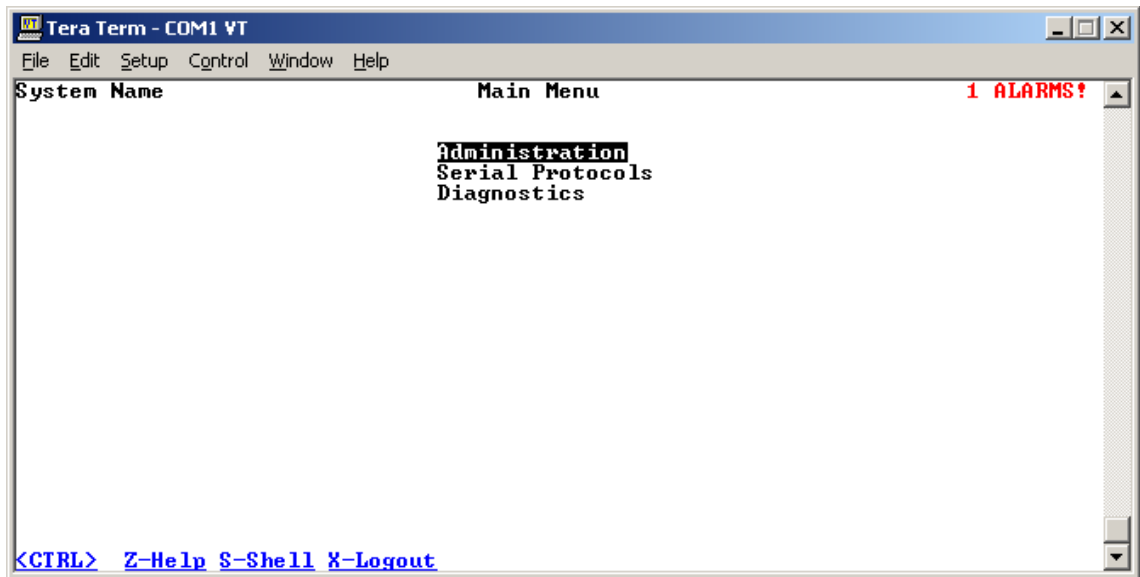 Tera Term - COM1 VT
File Edit Setup Control Window Help
System Name Main Menu 1 ALARMS!
Administration
Serial Protocols
Diagnostics
<CTRL> Z-Help S-Shell X-Logout